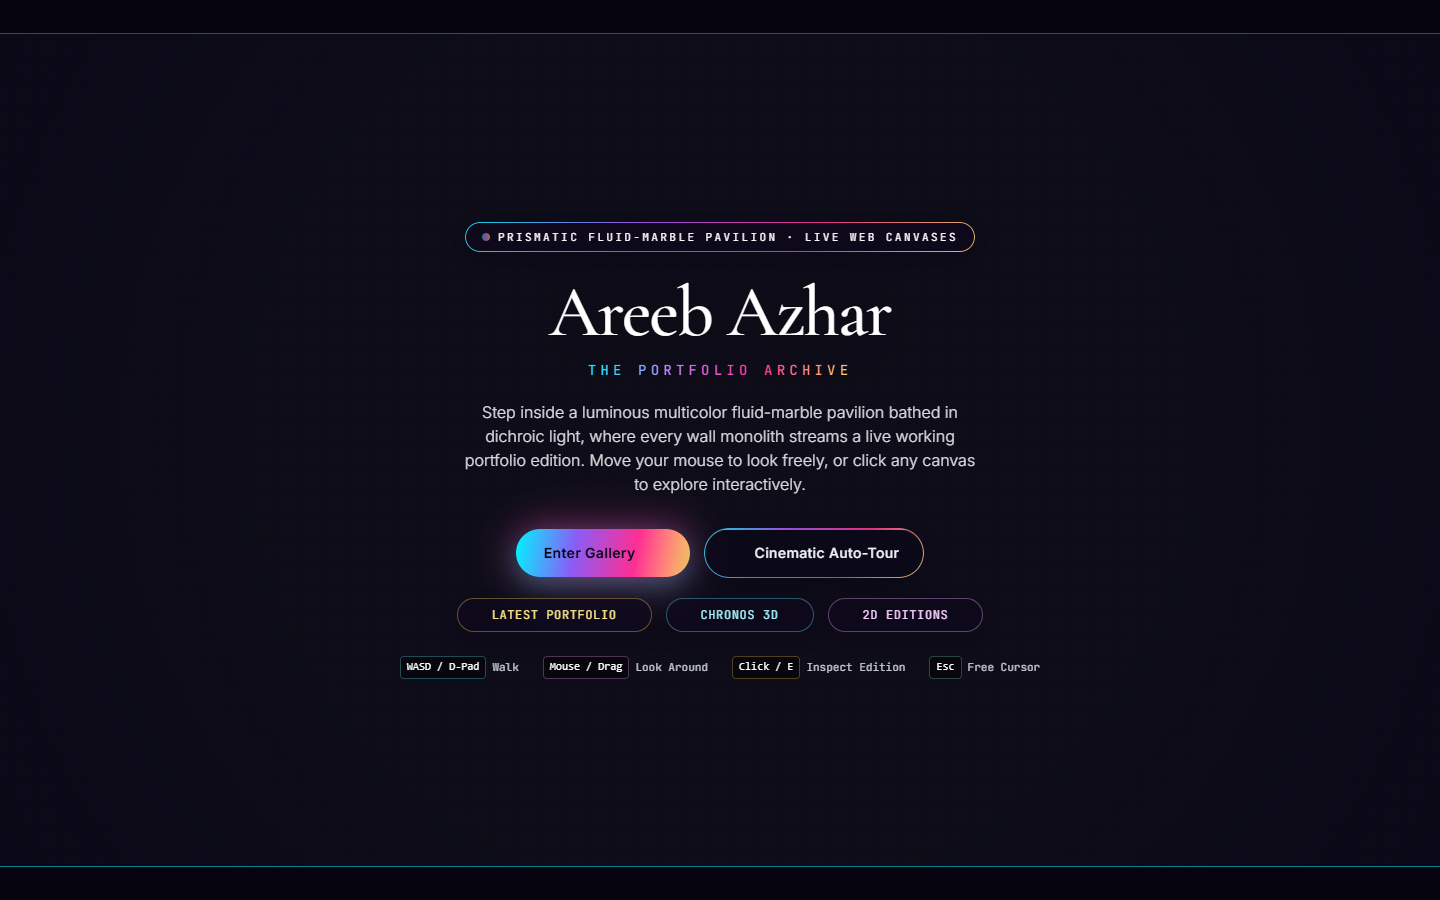 PRISMATIC FLUID-MARBLE PAVILION · LIVE WEB CANVASES
Areeb Azhar
THE PORTFOLIO ARCHIVE
Step inside a luminous multicolor fluid-marble pavilion bathed in
dichroic light, where every wall monolith streams a live working
portfolio edition. Move your mouse to look freely, or click any canvas
to explore interactively.
Enter Gallery Cinematic Auto-Tour
LATEST PORTFOLIO CHRONOS 3D 2D EDITIONS
WASD / D-Pad Walk Mouse / Drag Look Around Click / E Inspect Edition Esc Free Cursor